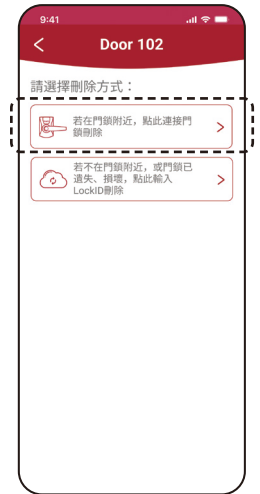 9:41
Door 102
請選擇刪除方式：
若在門鎖附近，點此連接門
鎖刪除
若不在門鎖附近，或門鎖已
遺失、損壞，點此輸入
LockID刪除